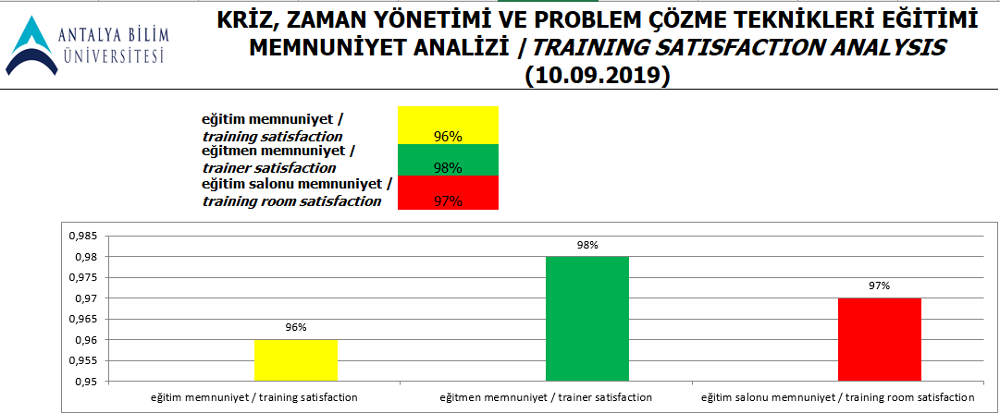 ANTALYA BİLİM
ÜNİVERSİTESİ
KRİZ, ZAMAN YÖNETİMİ VE PROBLEM ÇÖZME TEKNİKLERİ EĞİTİMİ
MEMNUNİYET ANALİZİ / TRAINING SATISFACTION ANALYSIS
(10.09.2019)
eğitim memnuniyet /
training satisfaction 96%
eğitmen memnuniyet /
trainer satisfaction 98%
eğitim salonu memnuniyet /
training room satisfaction 97%
0,985
0,98
0,975
0,97
0,965
0,96
0,955
0,95
96%
98%
97%
eğitim memnuniyet / training satisfaction
eğitmen memnuniyet / trainer satisfaction
eğitim salonu memnuniyet / training room satisfaction